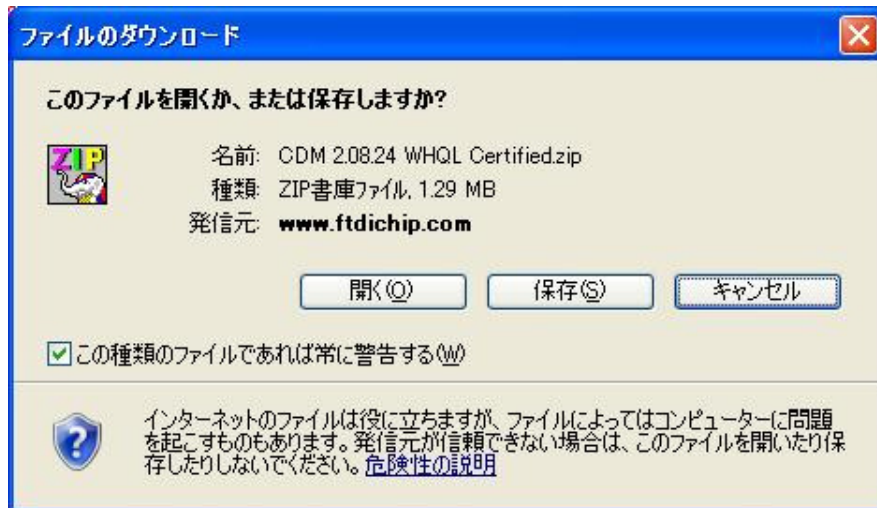 ファイルのダウンロード
このファイルを開くか、または保存しますか?
ZIP
名前: CDM 2.08.24 WHQL Certified.zip
種類: ZIP書庫ファイル, 1.29 MB
発信元: www.ftdichip.com
開く(O) 保存(S) キャンセル
この種類のファイルであれば常に警告する(W)
インターネットのファイルは役に立ちますが、ファイルによってはコンピューターに問題
を起こすものもあります。発信元が信頼できない場合は、このファイルを開いたり保
存したりしないでください。危険性の説明